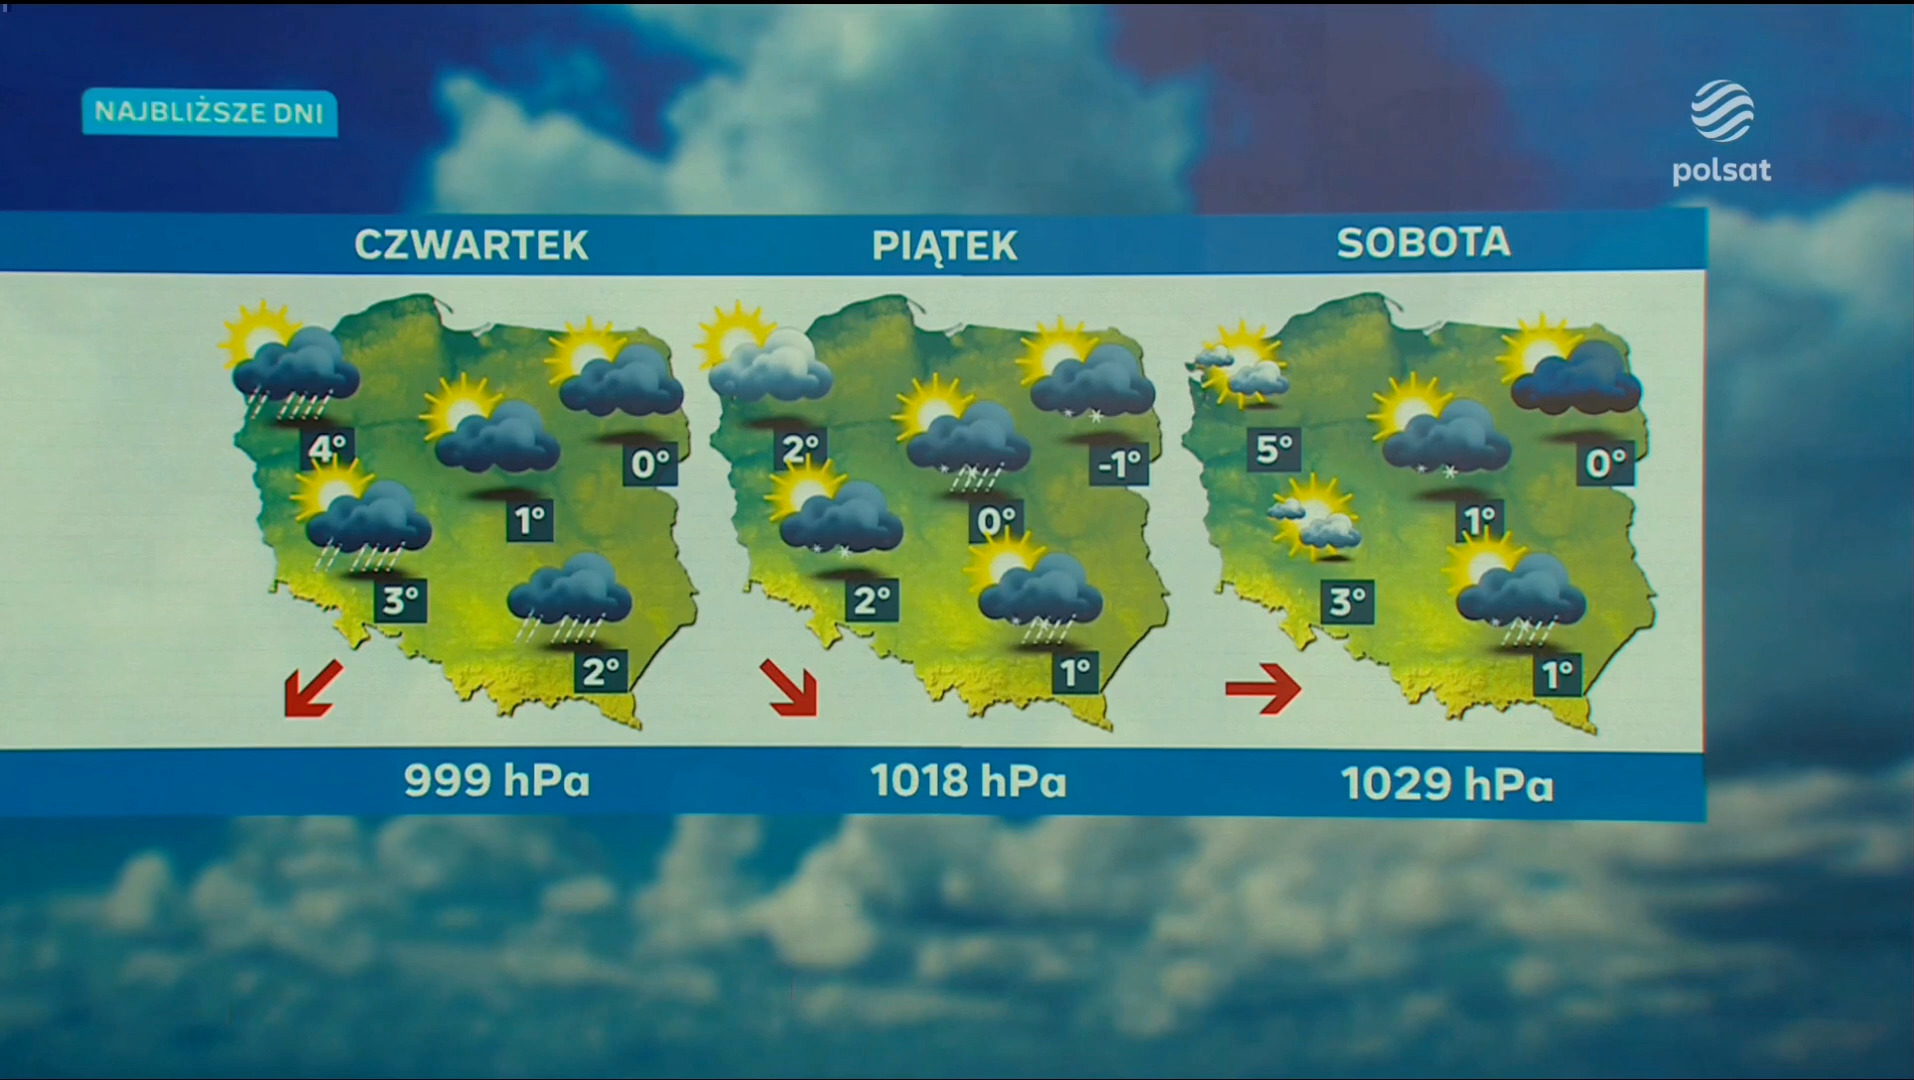 NAJBLIŻSZE DNI
polsat
CZWARTEK PIĄTEK SOBOTA
4° 0° 1° 3° 2°
2° -1° 0° 2° 1°
5° 0° 1° 3° 1°
999 hPa 1018 hPa 1029 hPa